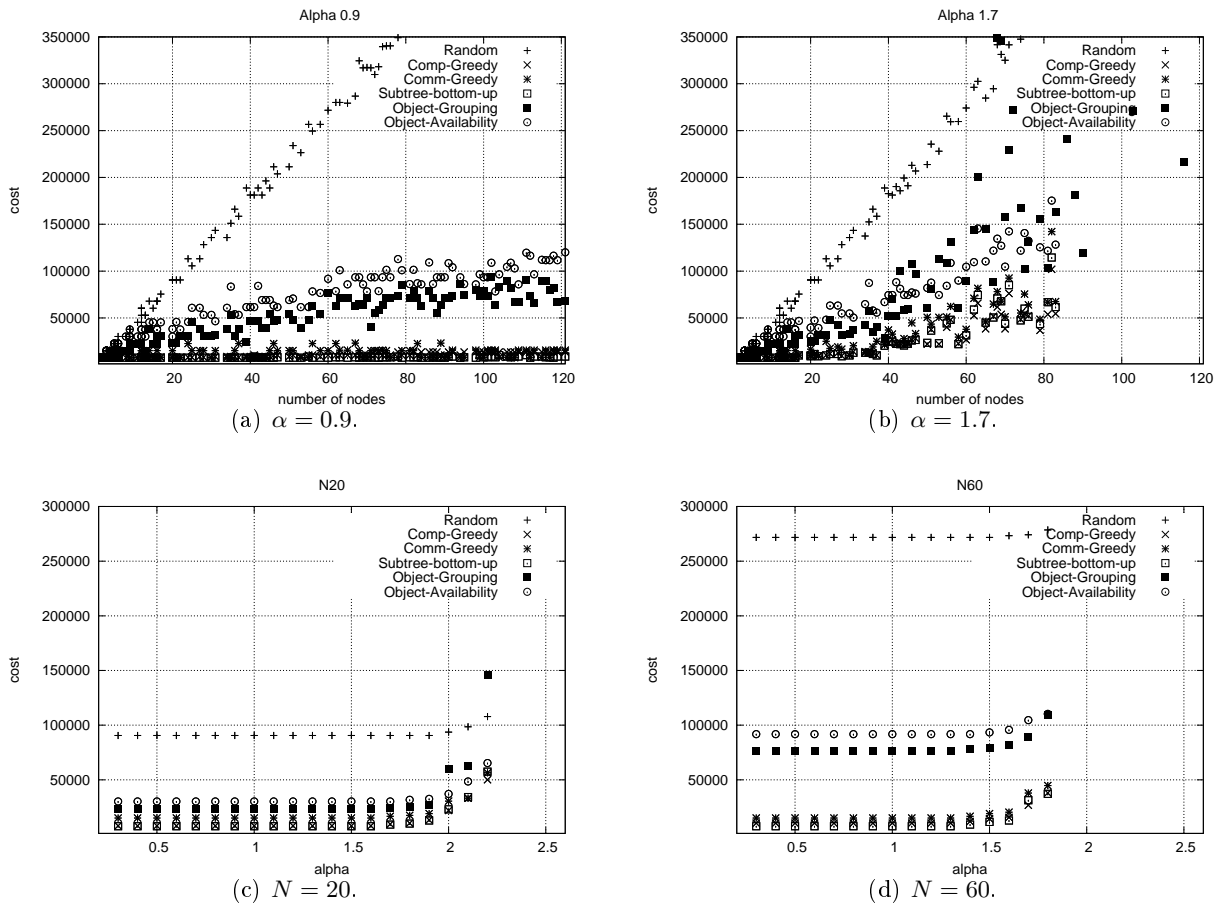 Alpha 0.9
350000
300000
250000
200000
150000
100000
50000
cost
Random
Comp-Greedy
Comm-Greedy
Subtree-bottom-up
Object-Grouping
Object-Availability
20 40 60 80 100 120
number of nodes
(a) α = 0.9.
Alpha 1.7
350000
300000
250000
200000
150000
100000
50000
cost
Random
Comp-Greedy
Comm-Greedy
Subtree-bottom-up
Object-Grouping
Object-Availability
20 40 60 80 100 120
number of nodes
(b) α = 1.7.
N20
300000
250000
200000
150000
100000
50000
cost
Random
Comp-Greedy
Comm-Greedy
Subtree-bottom-up
Object-Grouping
Object-Availability
0.5 1 1.5 2 2.5
alpha
(c) N = 20.
N60
300000
250000
200000
150000
100000
50000
cost
Random
Comp-Greedy
Comm-Greedy
Subtree-bottom-up
Object-Grouping
Object-Availability
0.5 1 1.5 2 2.5
alpha
(d) N = 60.